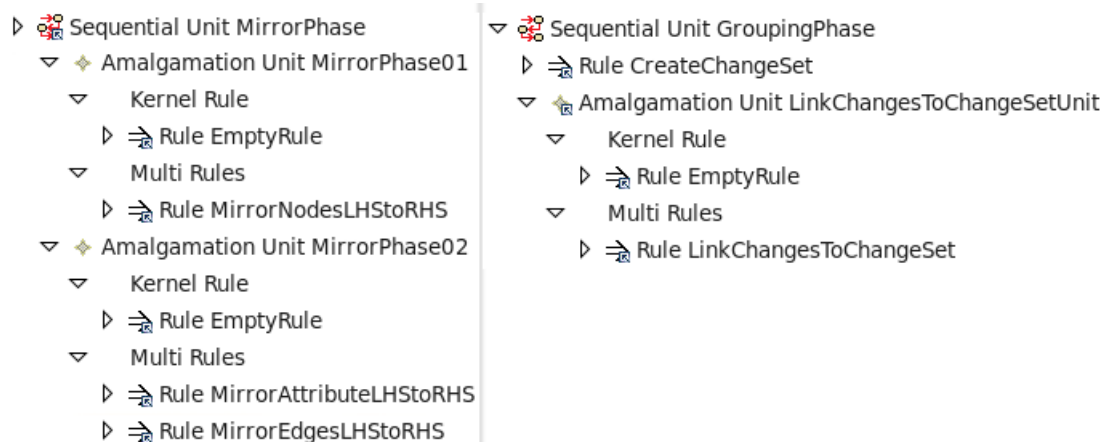 Sequential Unit MirrorPhase
Amalgamation Unit MirrorPhase01
Kernel Rule
Rule EmptyRule
Multi Rules
Rule MirrorNodesLHStoRHS
Amalgamation Unit MirrorPhase02
Kernel Rule
Rule EmptyRule
Multi Rules
Rule MirrorAttributeLHStoRHS
Rule MirrorEdgesLHStoRHS
Sequential Unit GroupingPhase
Rule CreateChangeSet
Amalgamation Unit LinkChangesToChangeSetUnit
Kernel Rule
Rule EmptyRule
Multi Rules
Rule LinkChangesToChangeSet